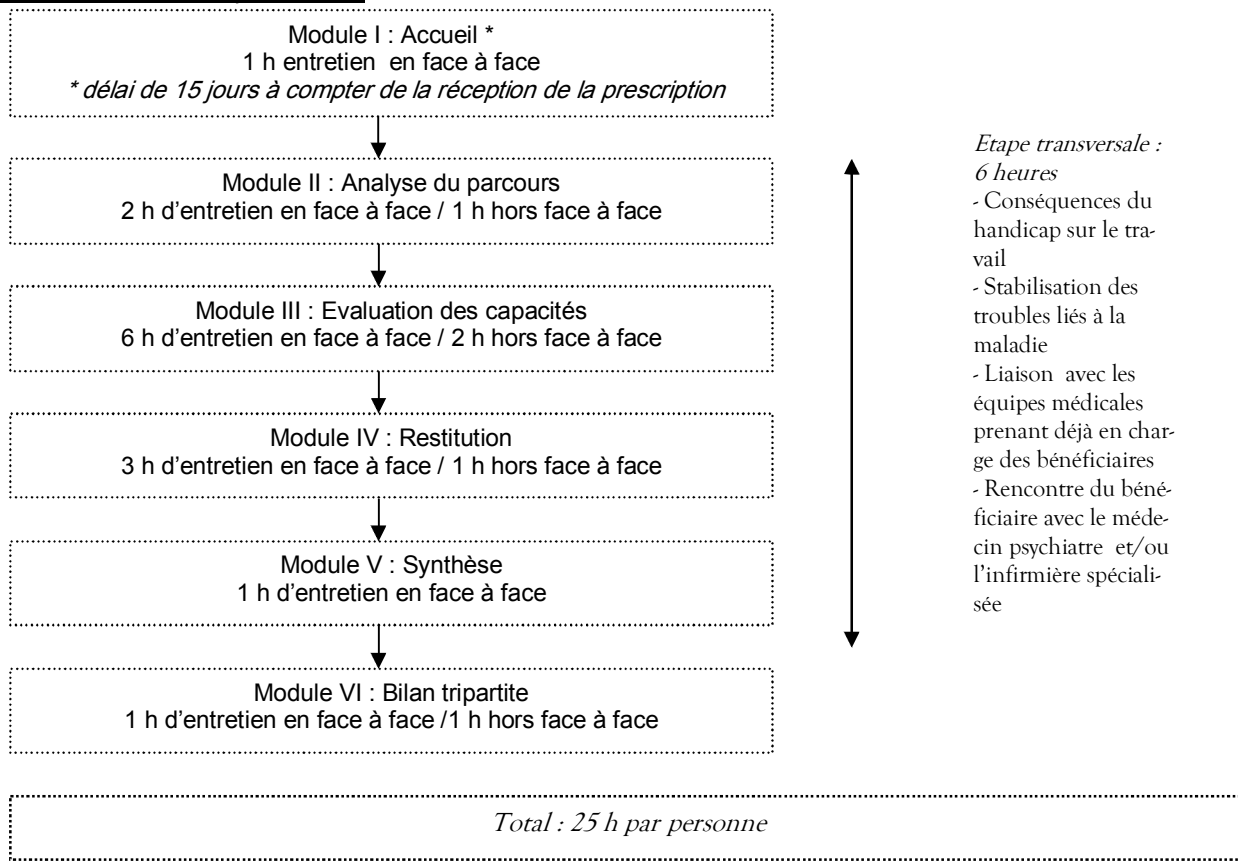 Module I : Accueil *
1 h entretien en face à face
* délai de 15 jours à compter de la réception de la prescription
Module II : Analyse du parcours
2 h d’entretien en face à face / 1 h hors face à face
Module III : Evaluation des capacités
6 h d’entretien en face à face / 2 h hors face à face
Module IV : Restitution
3 h d’entretien en face à face / 1 h hors face à face
Module V : Synthèse
1 h d’entretien en face à face
Module VI : Bilan tripartite
1 h d’entretien en face à face /1 h hors face à face
Etape transversale :
6 heures
- Conséquences du
handicap sur le tra-
vail
- Stabilisation des
troubles liés à la
maladie
- Liaison avec les
équipes médicales
prenant déjà en char-
ge des bénéficiaires
- Rencontre du béné-
ficiaire avec le méde-
cin psychiatre et/ou
l’infirmière spéciali-
sée
Total : 25 h par personne